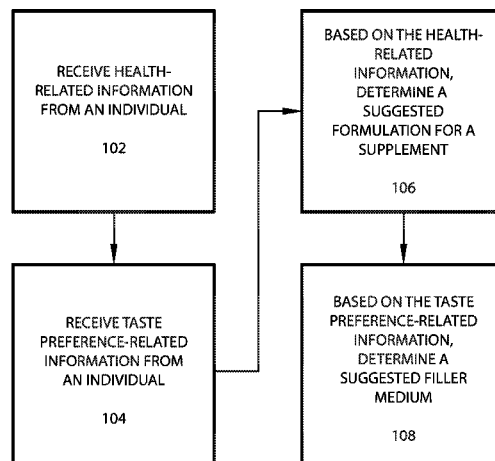 RECEIVE HEALTH-
RELATED INFORMATION
FROM AN INDIVIDUAL
102
RECEIVE TASTE
PREFERENCE-RELATED
INFORMATION FROM
AN INDIVIDUAL
104
BASED ON THE HEALTH-
RELATED
INFORMATION,
DETERMINE A
SUGGESTED
FORMULATION FOR A
SUPPLEMENT
106
BASED ON THE TASTE
PREFERENCE-RELATED
INFORMATION,
DETERMINE A
SUGGESTED FILLER
MEDIUM
108